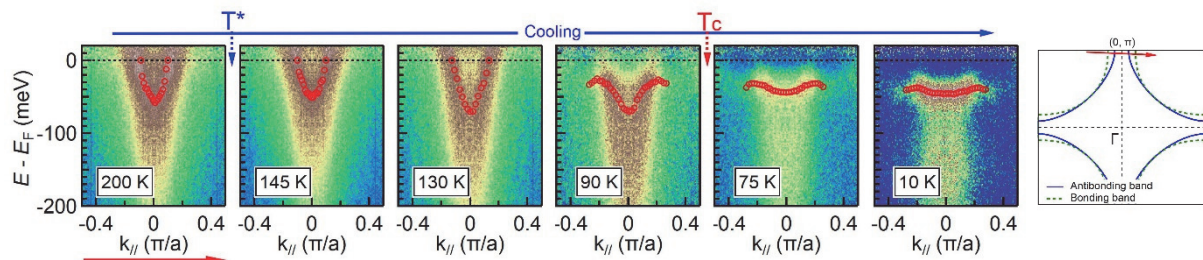 T*
Tc
Cooling
E - E_F (meV)
0
-100
-200
200 K
145 K
130 K
90 K
75 K
10 K
-0.4 0 0.4
-0.4 0 0.4
-0.4 0 0.4
-0.4 0 0.4
-0.4 0 0.4
-0.4 0 0.4
k// (π/a)
k// (π/a)
k// (π/a)
k// (π/a)
k// (π/a)
k// (π/a)
(0, π)
Γ
Antibonding band
Bonding band